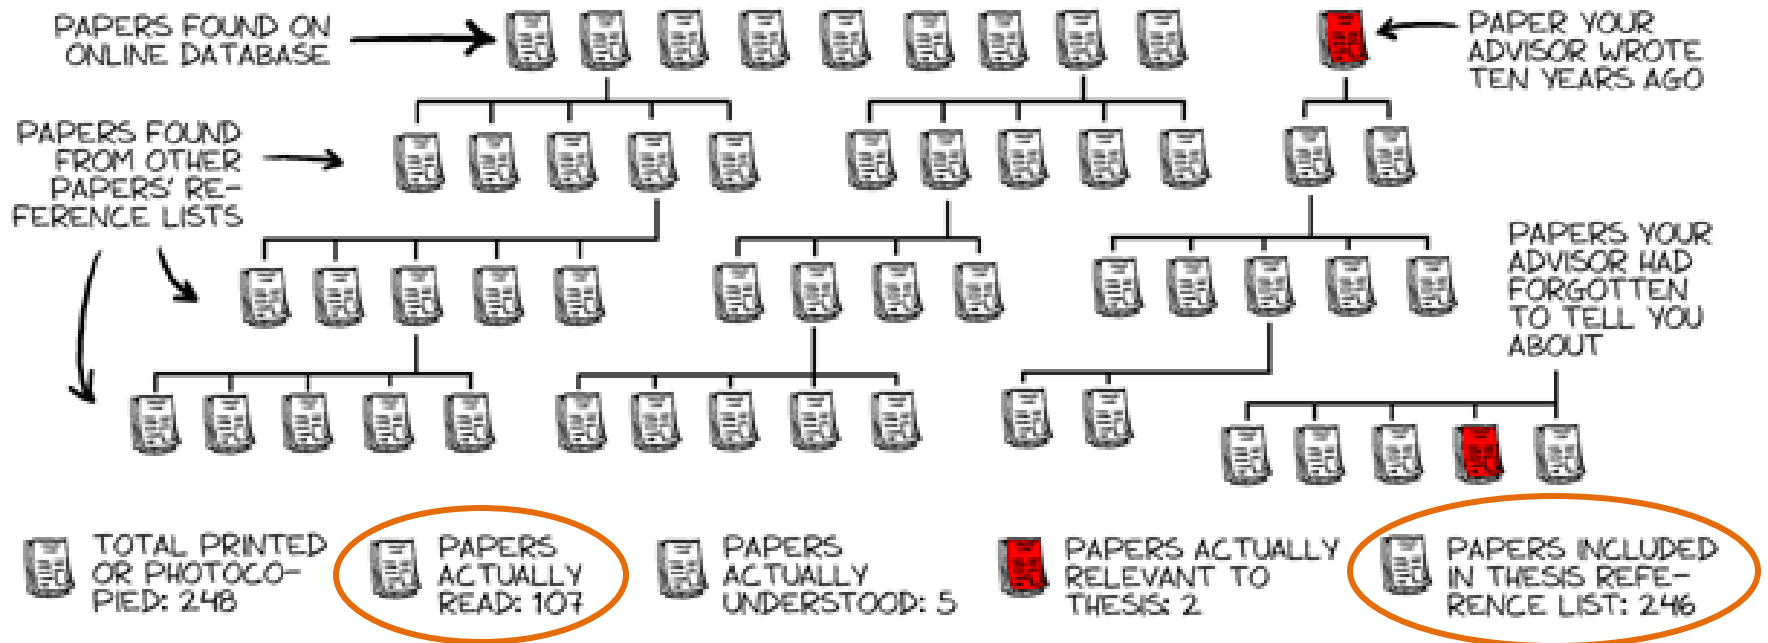 PAPERS FOUND ON
ONLINE DATABASE
PAPER YOUR
ADVISOR WROTE
TEN YEARS AGO
PAPERS FOUND
FROM OTHER
PAPERS' RE-
FERENCE LISTS
PAPERS YOUR
ADVISOR HAD
FORGOTTEN
TO TELL YOU
ABOUT
TOTAL PRINTED
OR PHOTOCO-
PIED: 248
PAPERS
ACTUALLY
READ: 107
PAPERS
ACTUALLY
UNDERSTOOD: 5
PAPERS ACTUALLY
RELEVANT TO
THESIS: 2
PAPERS INCLUDED
IN THESIS REFE-
RENCE LIST: 246